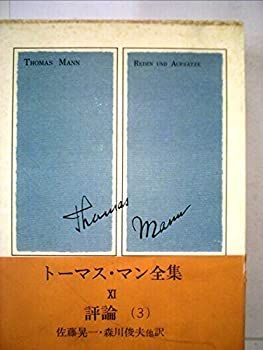 THOMAS MANN
REDEN UND AUFSÄTZE
Thomas
Mann
トーマス・マン全集
XI
評論 (3)
佐藤晃一・森川俊夫他訳